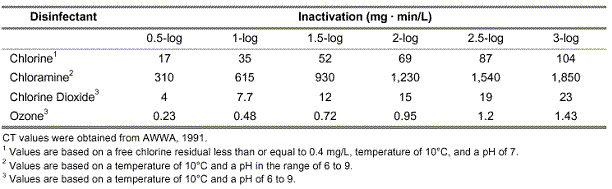 Disinfectant Inactivation (mg · min/L)
0.5-log 1-log 1.5-log 2-log 2.5-log 3-log
Chlorine¹ 17 35 52 69 87 104
Chloramine² 310 615 930 1,230 1,540 1,850
Chlorine Dioxide³ 4 7.7 12 15 19 23
Ozone³ 0.23 0.48 0.72 0.95 1.2 1.43
CT values were obtained from AWWA, 1991.
¹ Values are based on a free chlorine residual less than or equal to 0.4 mg/L, temperature of 10°C, and a pH of 7.
² Values are based on a temperature of 10°C and a pH in the range of 6 to 9.
³ Values are based on a temperature of 10°C and a pH of 6 to 9.